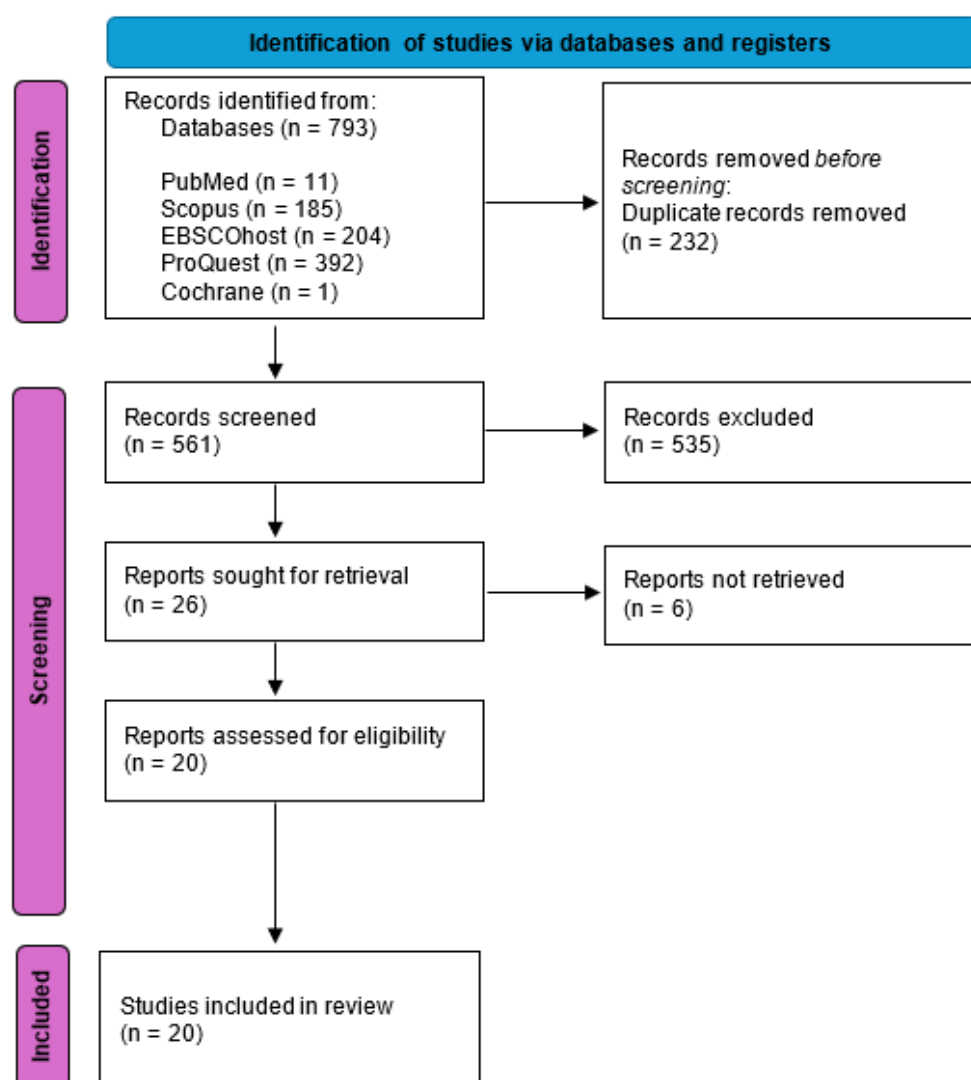 Identification of studies via databases and registers
Identification
Records identified from:
Databases (n = 793)
PubMed (n = 11)
Scopus (n = 185)
EBSCOhost (n = 204)
ProQuest (n = 392)
Cochrane (n = 1)
Records removed before
screening:
Duplicate records removed
(n = 232)
Screening
Records screened
(n = 561)
Records excluded
(n = 535)
Reports sought for retrieval
(n = 26)
Reports not retrieved
(n = 6)
Reports assessed for eligibility
(n = 20)
Included
Studies included in review
(n = 20)